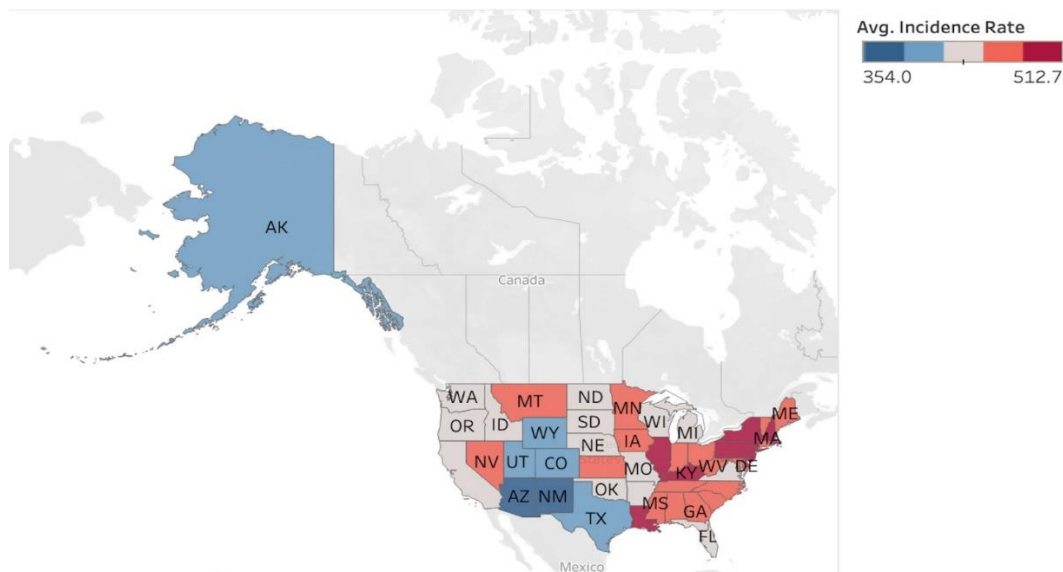 Avg. Incidence Rate
354.0 512.7
AK
Canada
WA
MT
ND
MN
ME
OR
ID
SD
WI
MI
WY
NE
IA
MA
NV
UT
CO
States
MO
KY
WV
DE
AZ
NM
OK
MS
GA
TX
FL
Mexico